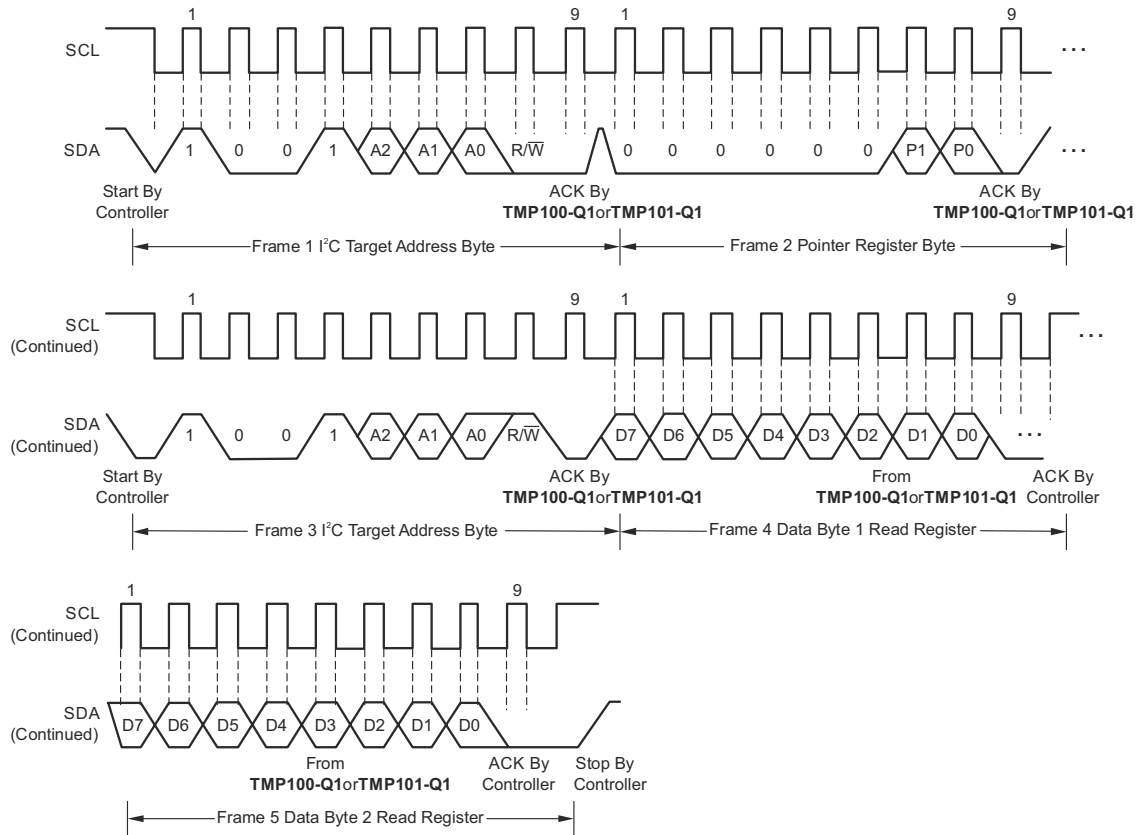 1 9 1 9
SCL ...
SDA 1 0 0 1 A2 A1 A0 R/W̅ 0 0 0 0 0 0 P1 P0 ...
Start By Controller
ACK By TMP100-Q1orTMP101-Q1
ACK By TMP100-Q1orTMP101-Q1
Frame 1 I²C Target Address Byte
Frame 2 Pointer Register Byte
1 9 1 9
SCL (Continued) ...
SDA (Continued) 1 0 0 1 A2 A1 A0 R/W̅ D7 D6 D5 D4 D3 D2 D1 D0 ...
Start By Controller
ACK By TMP100-Q1orTMP101-Q1
From TMP100-Q1orTMP101-Q1
ACK By Controller
Frame 3 I²C Target Address Byte
Frame 4 Data Byte 1 Read Register
1 9
SCL (Continued)
SDA (Continued) D7 D6 D5 D4 D3 D2 D1 D0
From TMP100-Q1orTMP101-Q1
ACK By Controller
Stop By Controller
Frame 5 Data Byte 2 Read Register